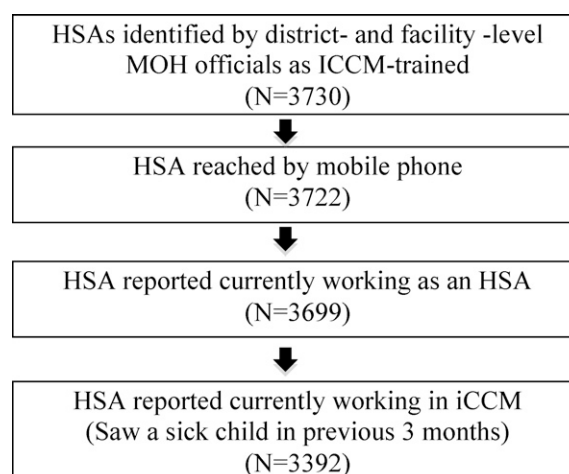 HSAs identified by district- and facility -level
MOH officials as ICCM-trained
(N=3730)
HSA reached by mobile phone
(N=3722)
HSA reported currently working as an HSA
(N=3699)
HSA reported currently working in iCCM
(Saw a sick child in previous 3 months)
(N=3392)